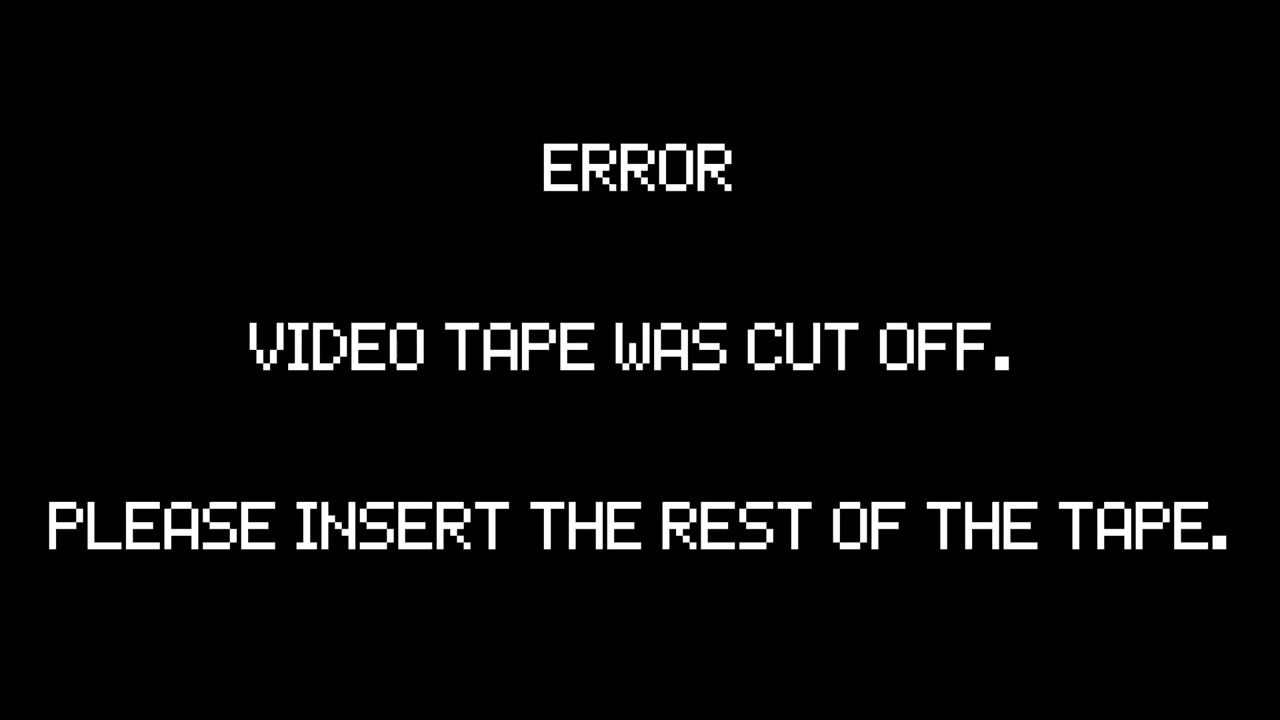 ERROR
VIDEO TAPE WAS CUT OFF.
PLEASE INSERT THE REST OF THE TAPE.